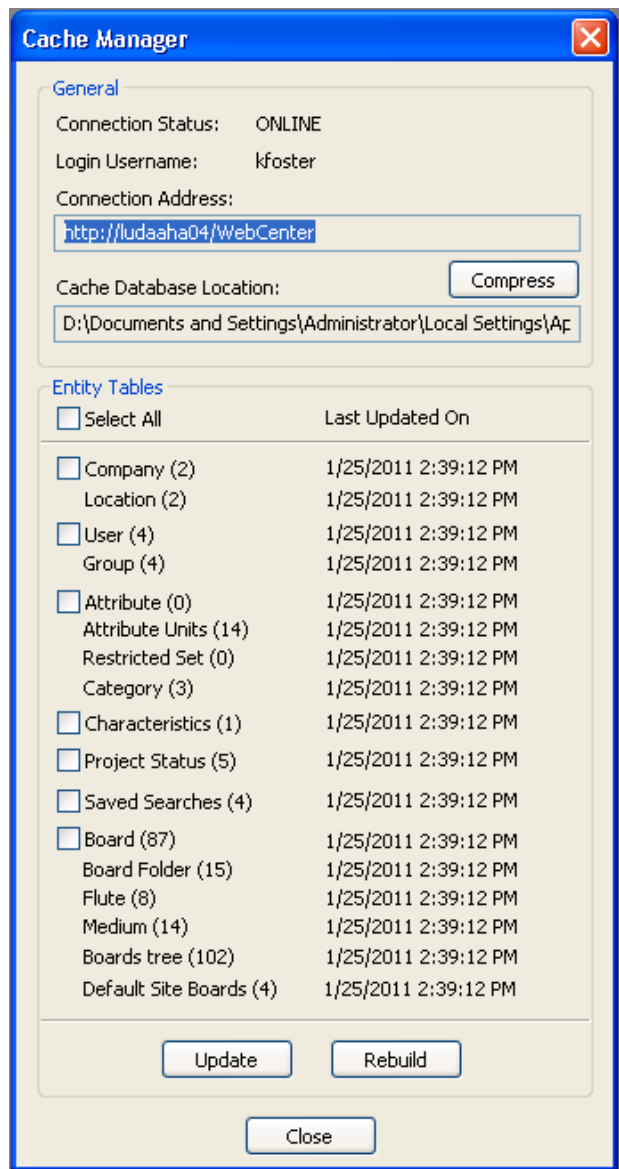 Cache Manager
General
Connection Status: ONLINE
Login Username: kfoster
Connection Address:
http://ludaaha04/WebCenter
Compress
Cache Database Location:
D:\Documents and Settings\Administrator\Local Settings\Ap
Entity Tables
Select All Last Updated On
Company (2) 1/25/2011 2:39:12 PM
Location (2) 1/25/2011 2:39:12 PM
User (4) 1/25/2011 2:39:12 PM
Group (4) 1/25/2011 2:39:12 PM
Attribute (0) 1/25/2011 2:39:12 PM
Attribute Units (14) 1/25/2011 2:39:12 PM
Restricted Set (0) 1/25/2011 2:39:12 PM
Category (3) 1/25/2011 2:39:12 PM
Characteristics (1) 1/25/2011 2:39:12 PM
Project Status (5) 1/25/2011 2:39:12 PM
Saved Searches (4) 1/25/2011 2:39:12 PM
Board (87) 1/25/2011 2:39:12 PM
Board Folder (15) 1/25/2011 2:39:12 PM
Flute (8) 1/25/2011 2:39:12 PM
Medium (14) 1/25/2011 2:39:12 PM
Boards tree (102) 1/25/2011 2:39:12 PM
Default Site Boards (4) 1/25/2011 2:39:12 PM
Update Rebuild
Close